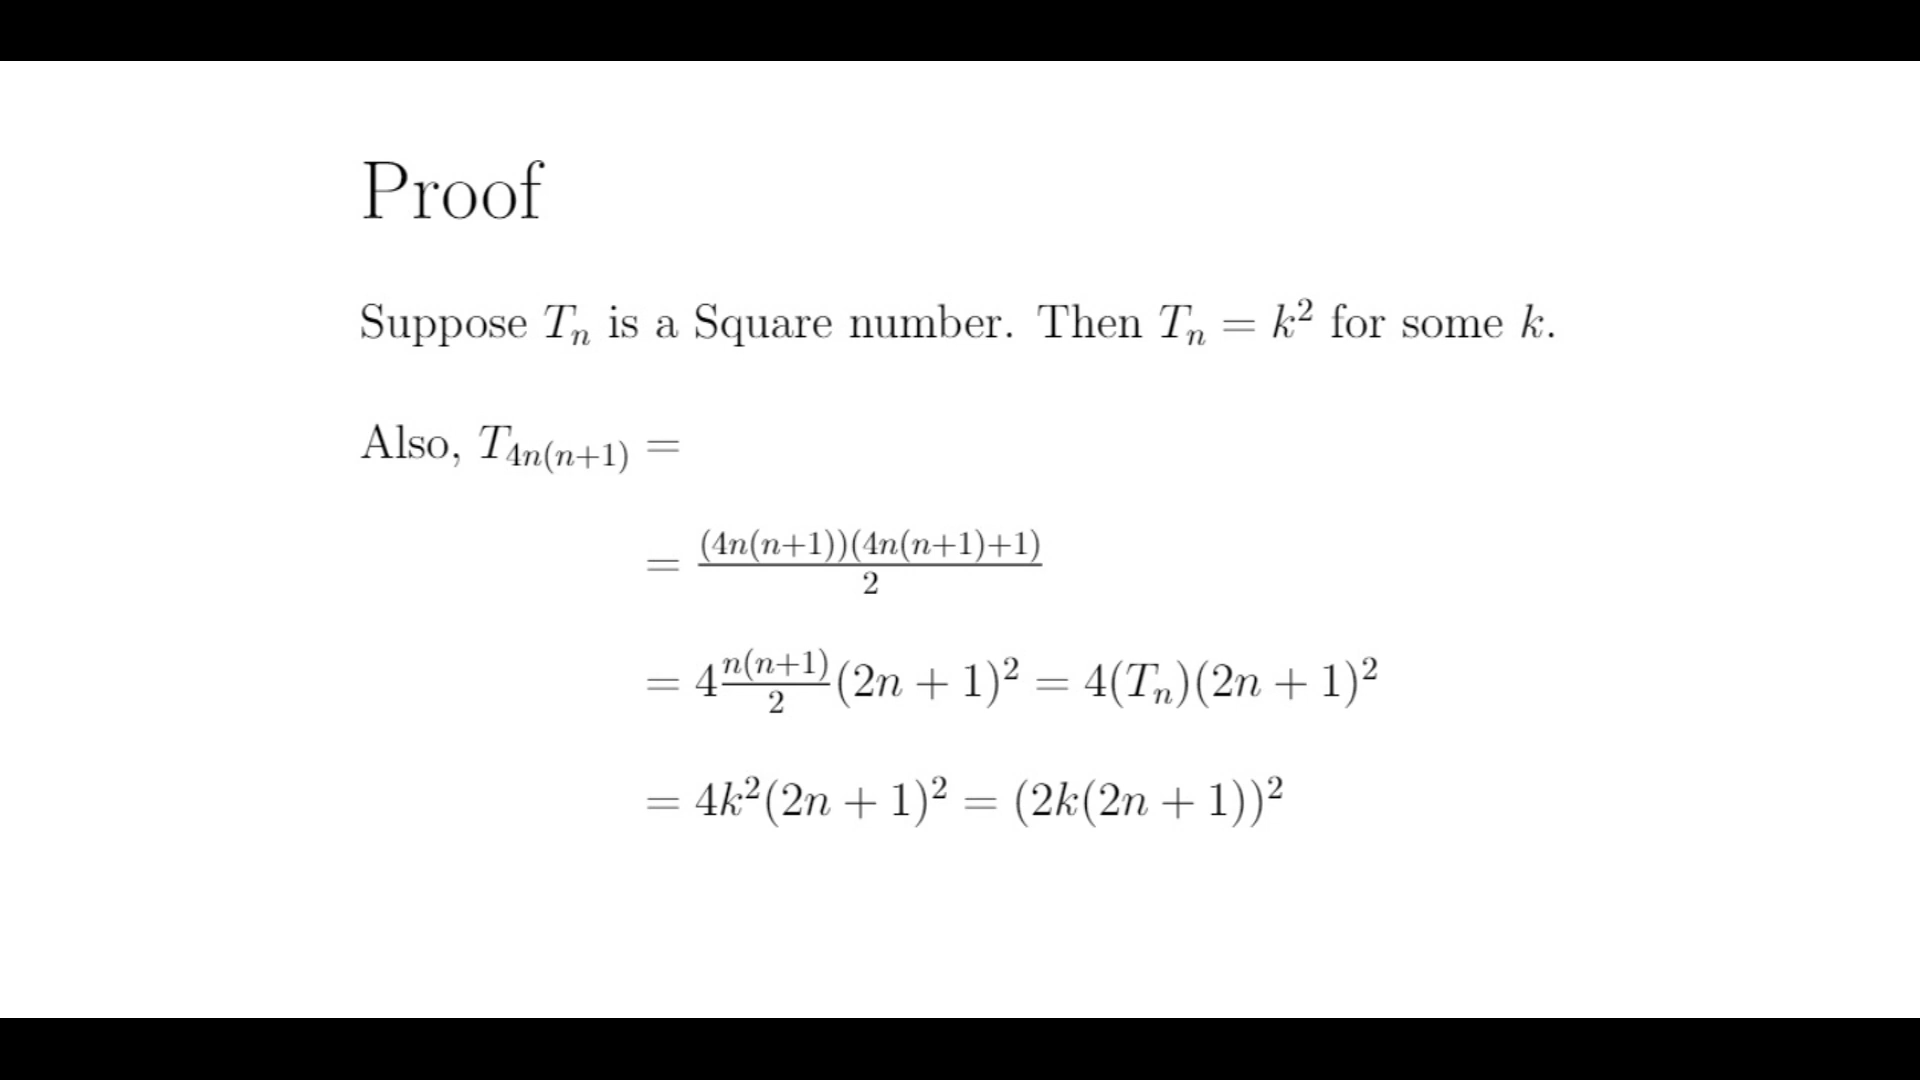 Proof
Suppose $T_n$ is a Square number. Then $T_n = k^2$ for some $k$.
Also, $T_{4n(n+1)} =$
$= \frac{(4n(n+1))(4n(n+1)+1)}{2}$
$= 4\frac{n(n+1)}{2}(2n+1)^2 = 4(T_n)(2n+1)^2$
$= 4k^2(2n+1)^2 = (2k(2n+1))^2$